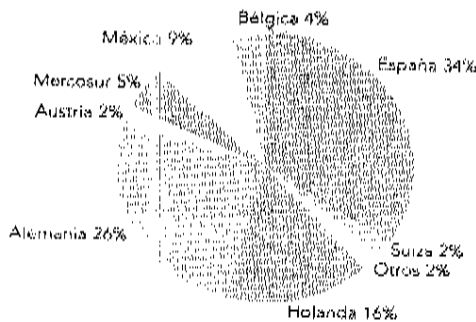 Bélgica 4%
México 9%
España 34%
Mercosur 5%
Austria 2%
Alemania 26%
Suiza 2%
Otros 2%
Holanda 16%